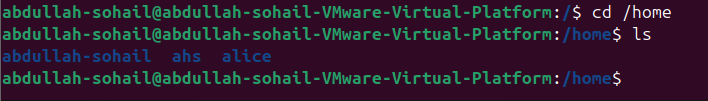 abdullah-sohail@abdullah-sohail-VMware-Virtual-Platform:/$ cd /home
abdullah-sohail@abdullah-sohail-VMware-Virtual-Platform:/home$ ls
abdullah-sohail  ahs  alice
abdullah-sohail@abdullah-sohail-VMware-Virtual-Platform:/home$